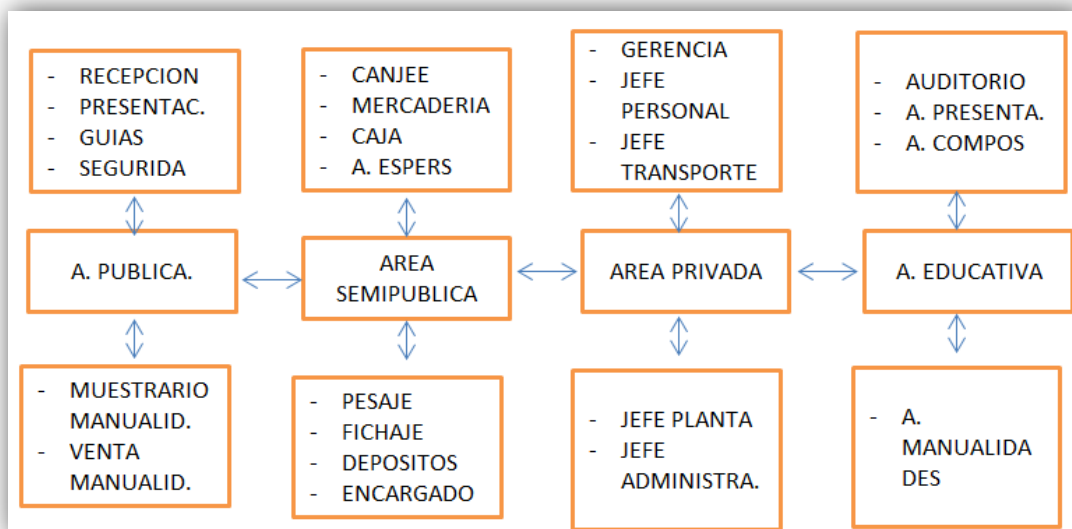 - RECEPCION
- PRESENTAC.
- GUIAS
- SEGURIDA
- CANJEE
- MERCADERIA
- CAJA
- A. ESPERS
- GERENCIA
- JEFE
PERSONAL
- JEFE
TRANSPORTE
- AUDITORIO
- A. PRESENTA.
- A. COMPOS
A. PUBLICA.
AREA
SEMIPUBLICA
AREA PRIVADA
A. EDUCATIVA
- MUESTRARIO
MANUALID.
- VENTA
MANUALID.
- PESAJE
- FICHAJE
- DEPOSITOS
- ENCARGADO
- JEFE PLANTA
- JEFE
ADMINISTRA.
- A.
MANUALIDA
DES